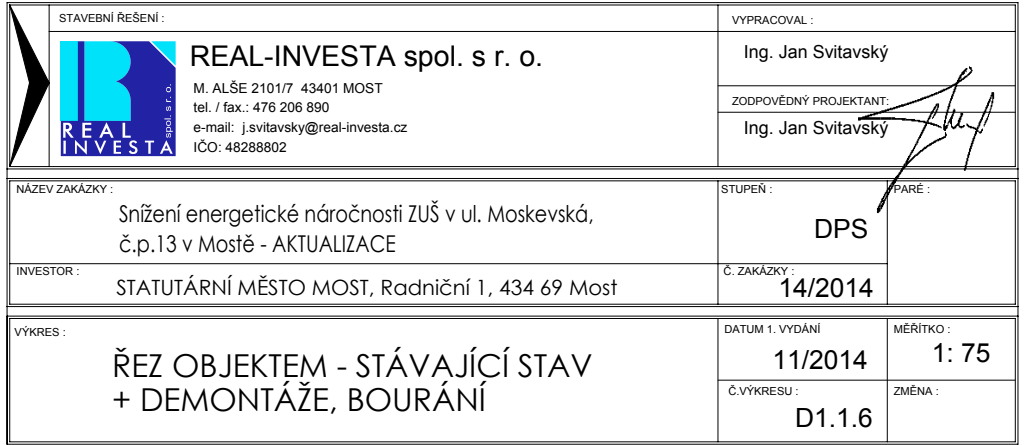 STAVEBNÍ ŘEŠENÍ :
REAL INVESTA spol. s r. o.
REAL-INVESTA spol. s r. o.
M. ALŠE 2101/7 43401 MOST
tel. / fax.: 476 206 890
e-mail: j.svitavsky@real-investa.cz
IČO: 48288802
VYPRACOVAL :
Ing. Jan Svitavský
ZODPOVĚDNÝ PROJEKTANT:
Ing. Jan Svitavský
NÁZEV ZAKÁZKY :
Snížení energetické náročnosti ZUŠ v ul. Moskevská,
č.p.13 v Mostě - AKTUALIZACE
STUPEŇ :
DPS
PARÉ :
INVESTOR :
STATUTÁRNÍ MĚSTO MOST, Radniční 1, 434 69 Most
Č. ZAKÁZKY :
14/2014
VÝKRES :
ŘEZ OBJEKTEM - STÁVAJÍCÍ STAV
+ DEMONTÁŽE, BOURÁNÍ
DATUM 1. VYDÁNÍ
11/2014
MĚŘÍTKO :
1: 75
Č.VÝKRESU :
D1.1.6
ZMĚNA :